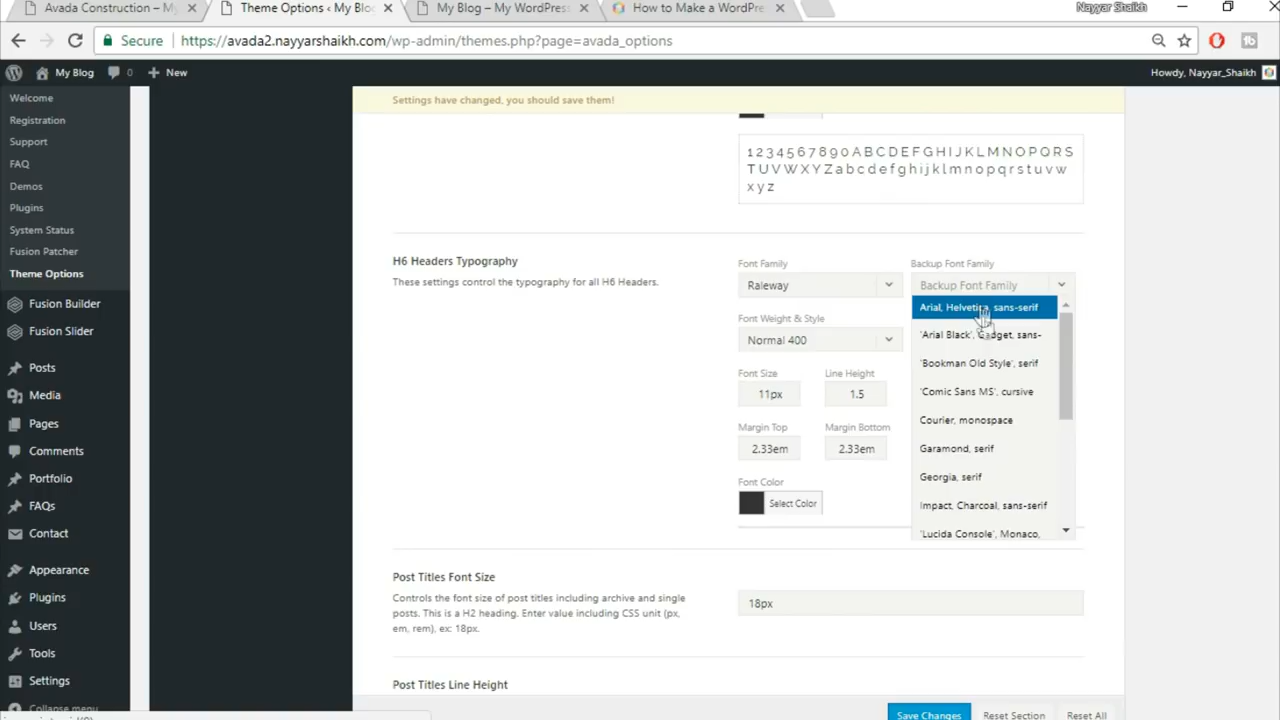 Avada Construction – My
Theme Options ‹ My Blo
My Blog – My WordPress
How to Make a WordPre
Nayyar Shaikh
Secure
https://avada2.nayyarshaikh.com/wp-admin/themes.php?page=avada_options
My Blog
0
New
Howdy, Nayyar_Shaikh
Welcome
Registration
Support
FAQ
Demos
Plugins
System Status
Fusion Patcher
Theme Options
Fusion Builder
Fusion Slider
Posts
Media
Pages
Comments
Portfolio
FAQs
Contact
Appearance
Plugins
Users
Tools
Settings
Collapse menu
Settings have changed, you should save them!
1 2 3 4 5 6 7 8 9 0 A B C D E F G H I J K L M N O P Q R S
T U V W X Y Z a b c d e f g h i j k l m n o p q r s t u v w
x y z
H6 Headers Typography
These settings control the typography for all H6 Headers.
Font Family
Raleway
Backup Font Family
Backup Font Family
Arial, Helvetica, sans-serif
'Arial Black', Gadget, sans-
'Bookman Old Style', serif
'Comic Sans MS', cursive
Courier, monospace
Garamond, serif
Georgia, serif
Impact, Charcoal, sans-serif
'Lucida Console', Monaco,
Font Weight & Style
Normal 400
Font Size
Line Height
11px
1.5
Margin Top
Margin Bottom
2.33em
2.33em
Font Color
Select Color
Post Titles Font Size
Controls the font size of post titles including archive and single
posts. This is a H2 heading. Enter value including CSS unit (px,
em, rem), ex: 18px.
18px
Post Titles Line Height
Save Changes
Reset Section
Reset All